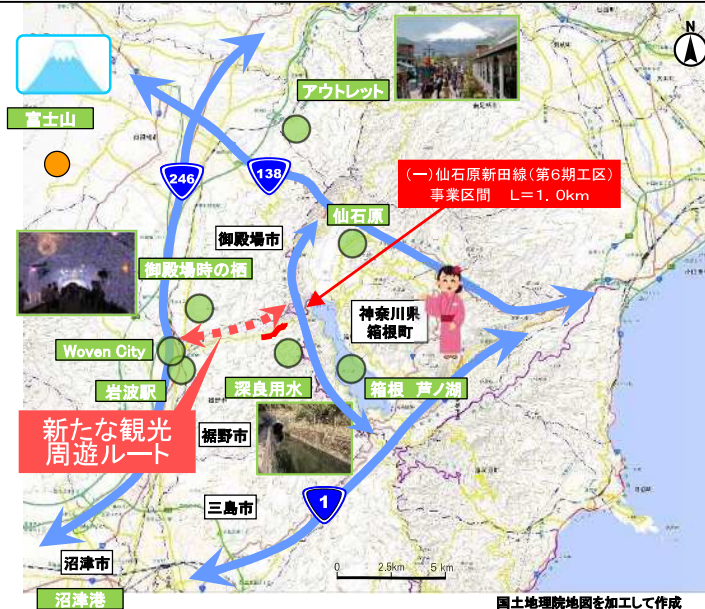 N
アウトレット
富士山
246
138
(一)仙石原新田線(第6期工区)
事業区間 L=1.0km
仙石原
御殿場市
御殿場時の栖
神奈川県
箱根町
Woven City
岩波駅
深良用水
箱根 芦ノ湖
新たな観光
周遊ルート
裾野市
三島市
1
沼津市
沼津港
0 2.5km 5 km
国土地理院地図を加工して作成